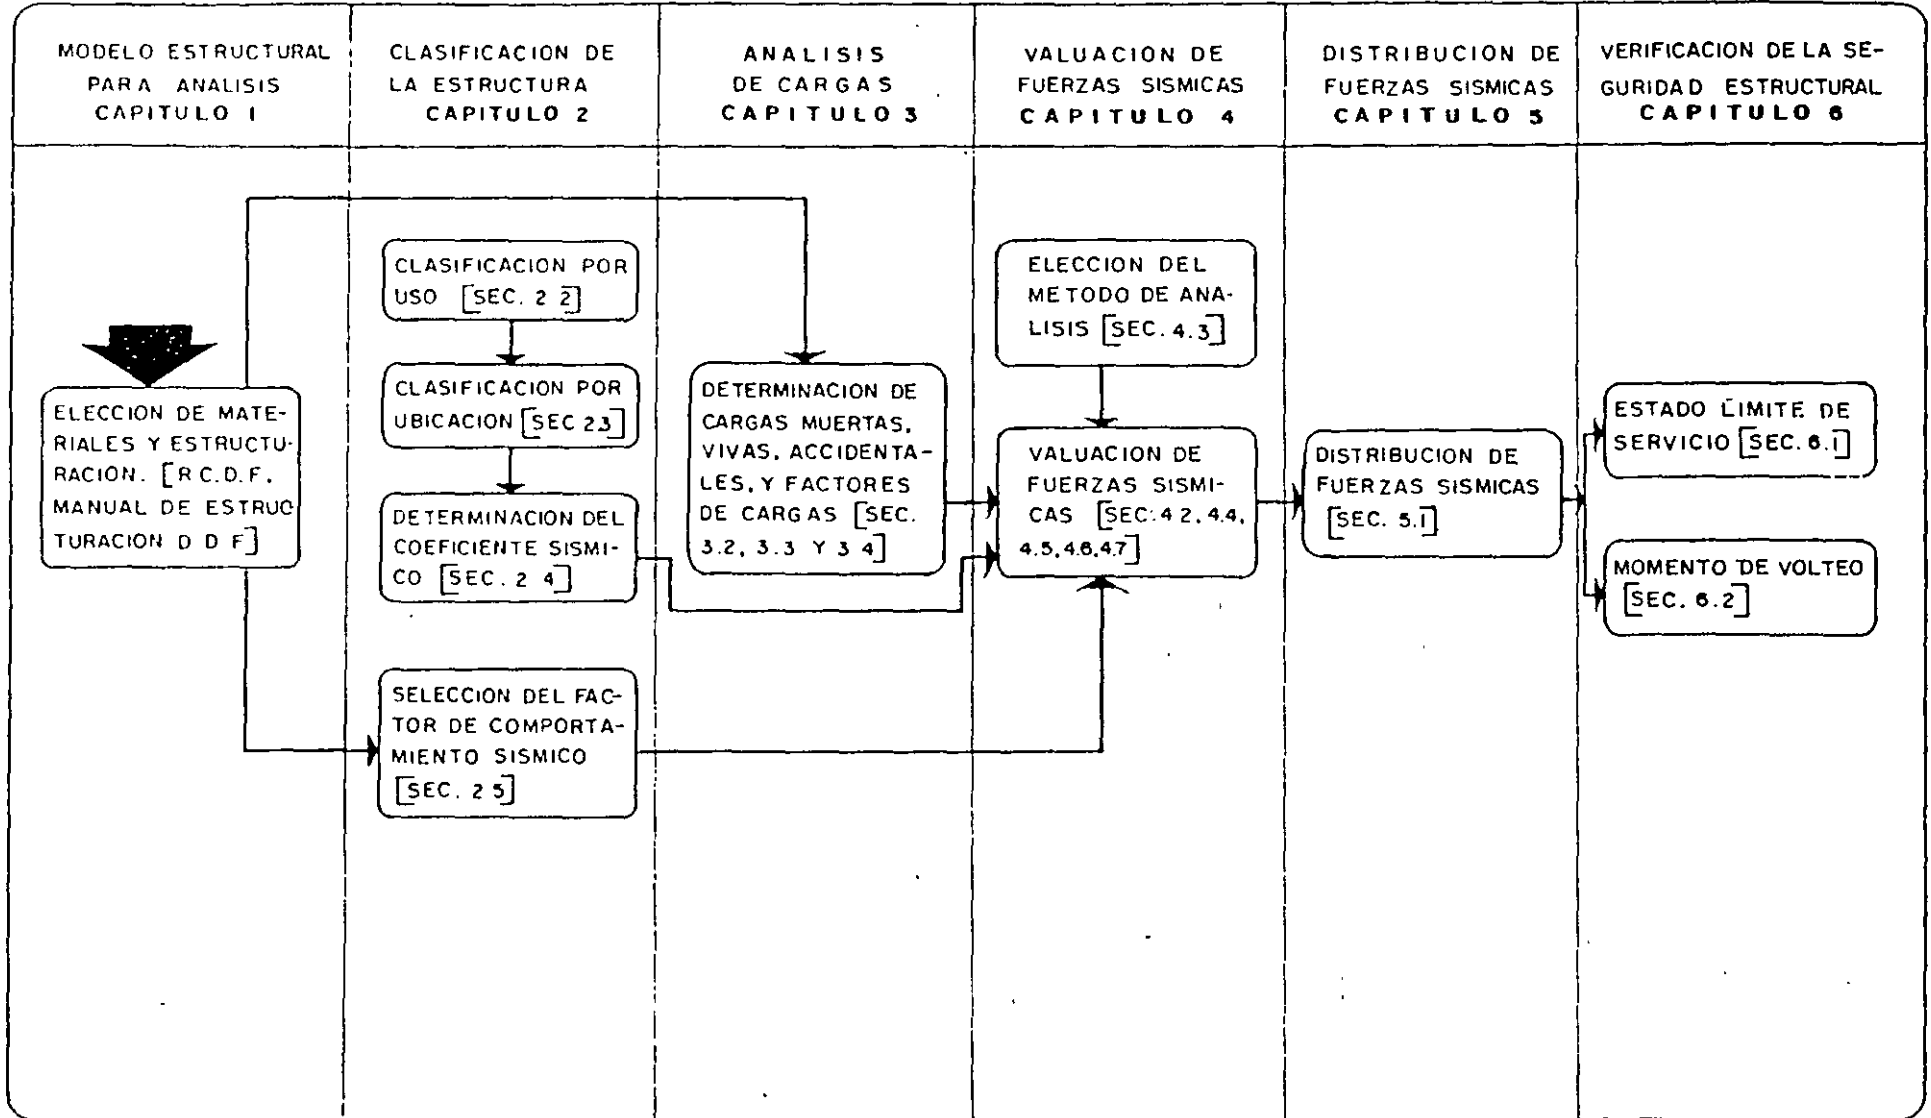 MODELO ESTRUCTURAL
PARA ANALISIS
CAPITULO 1
CLASIFICACION DE
LA ESTRUCTURA
CAPITULO 2
ANALISIS
DE CARGAS
CAPITULO 3
VALUACION DE
FUERZAS SISMICAS
CAPITULO 4
DISTRIBUCION DE
FUERZAS SISMICAS
CAPITULO 5
VERIFICACION DE LA SE-
GURIDAD ESTRUCTURAL
CAPITULO 6
ELECCION DE MATE-
RIALES Y ESTRUCTU-
RACION. [R C.D.F.
MANUAL DE ESTRUC
TURACION D D F]
CLASIFICACION POR
USO [SEC. 2 2]
CLASIFICACION POR
UBICACION [SEC 2.3]
DETERMINACION DEL
COEFICIENTE SISMI-
CO [SEC. 2 4]
SELECCION DEL FAC-
TOR DE COMPORTA-
MIENTO SISMICO
[SEC. 2 5]
DETERMINACION DE
CARGAS MUERTAS,
VIVAS, ACCIDENTA-
LES, Y FACTORES
DE CARGAS [SEC.
3.2, 3.3 Y 3 4]
ELECCION DEL
METODO DE ANA-
LISIS [SEC. 4.3]
VALUACION DE
FUERZAS SISMI-
CAS [SEC. 4 2, 4.4,
4.5, 4.6, 4.7]
DISTRIBUCION DE
FUERZAS SISMICAS
[SEC. 5.1]
ESTADO LIMITE DE
SERVICIO [SEC. 6.1]
MOMENTO DE VOLTEO
[SEC. 6.2]